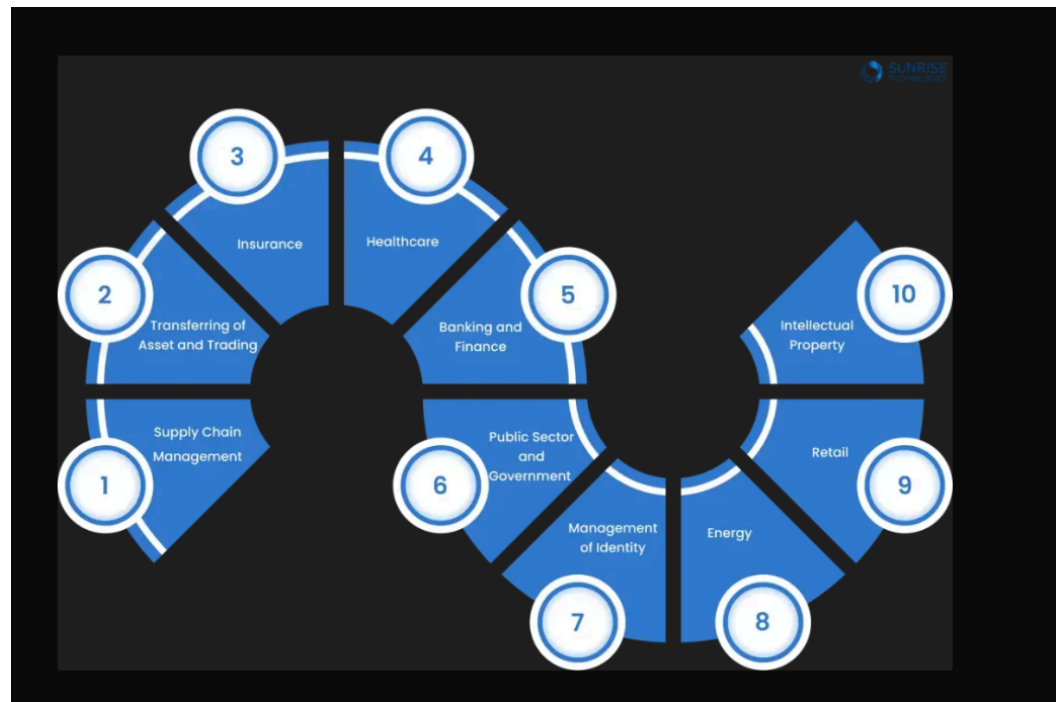 SUNRISE
TECHNOLOGIES
1
Supply Chain
Management
2
Transferring of
Asset and Trading
3
Insurance
4
Healthcare
5
Banking and
Finance
6
Public Sector
and
Government
7
Management
of Identity
8
Energy
9
Retail
10
Intellectual
Property